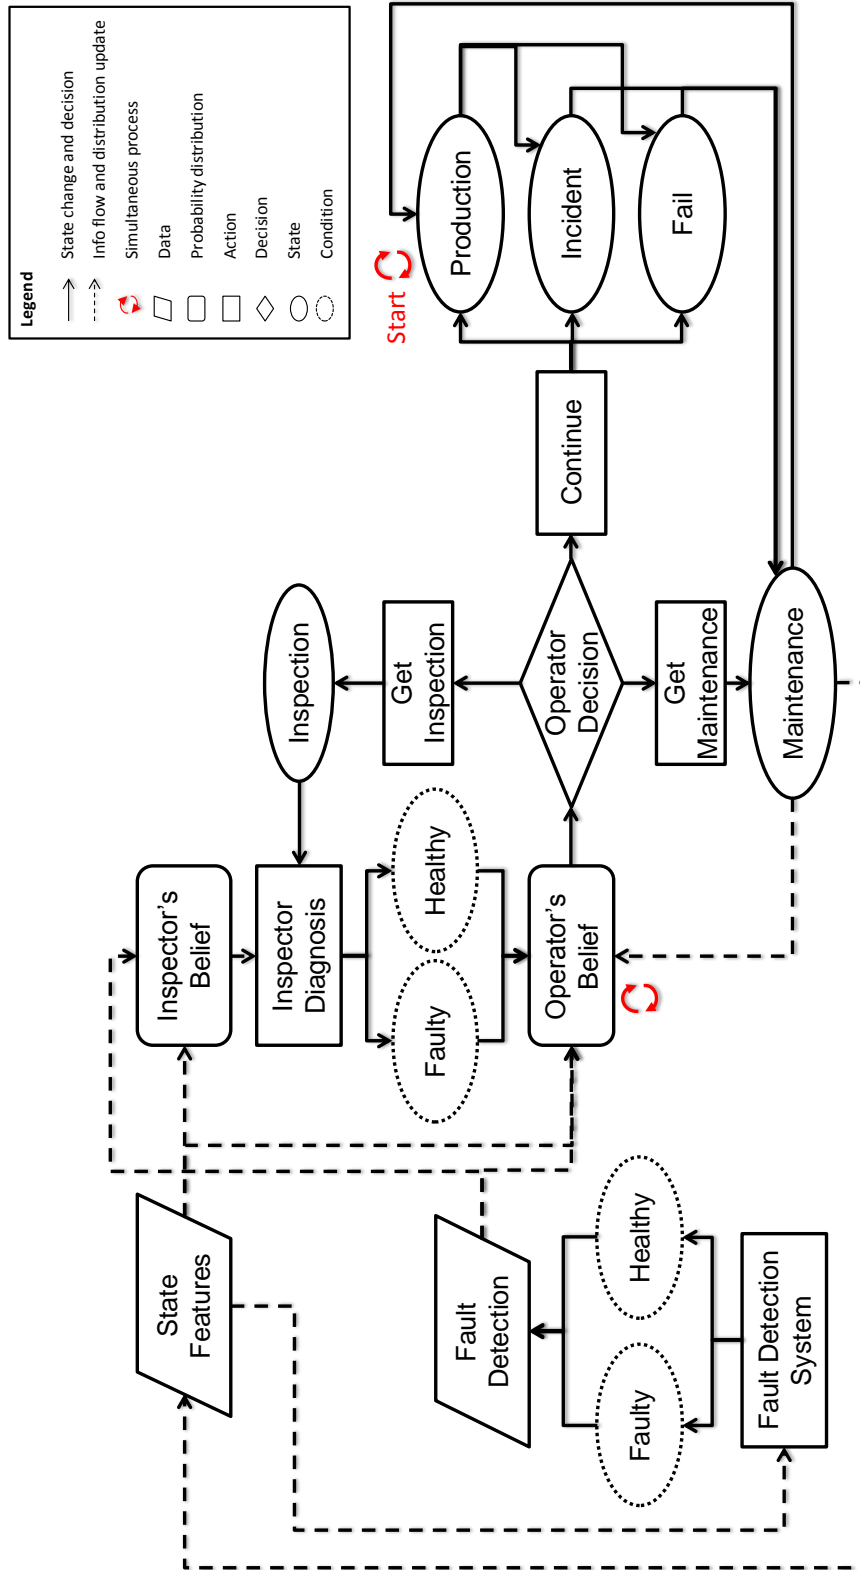 Legend
State change and decision
Info flow and distribution update
Simultaneous process
Data
Probability distribution
Action
Decision
State
Condition
State
Features
Inspector's
Belief
Inspector
Diagnosis
Inspection
Faulty
Healthy
Get
Inspection
Start
Production
Fault
Detection
Operator's
Belief
Operator
Decision
Continue
Incident
Faulty
Healthy
Fail
Get
Maintenance
Fault Detection
System
Maintenance